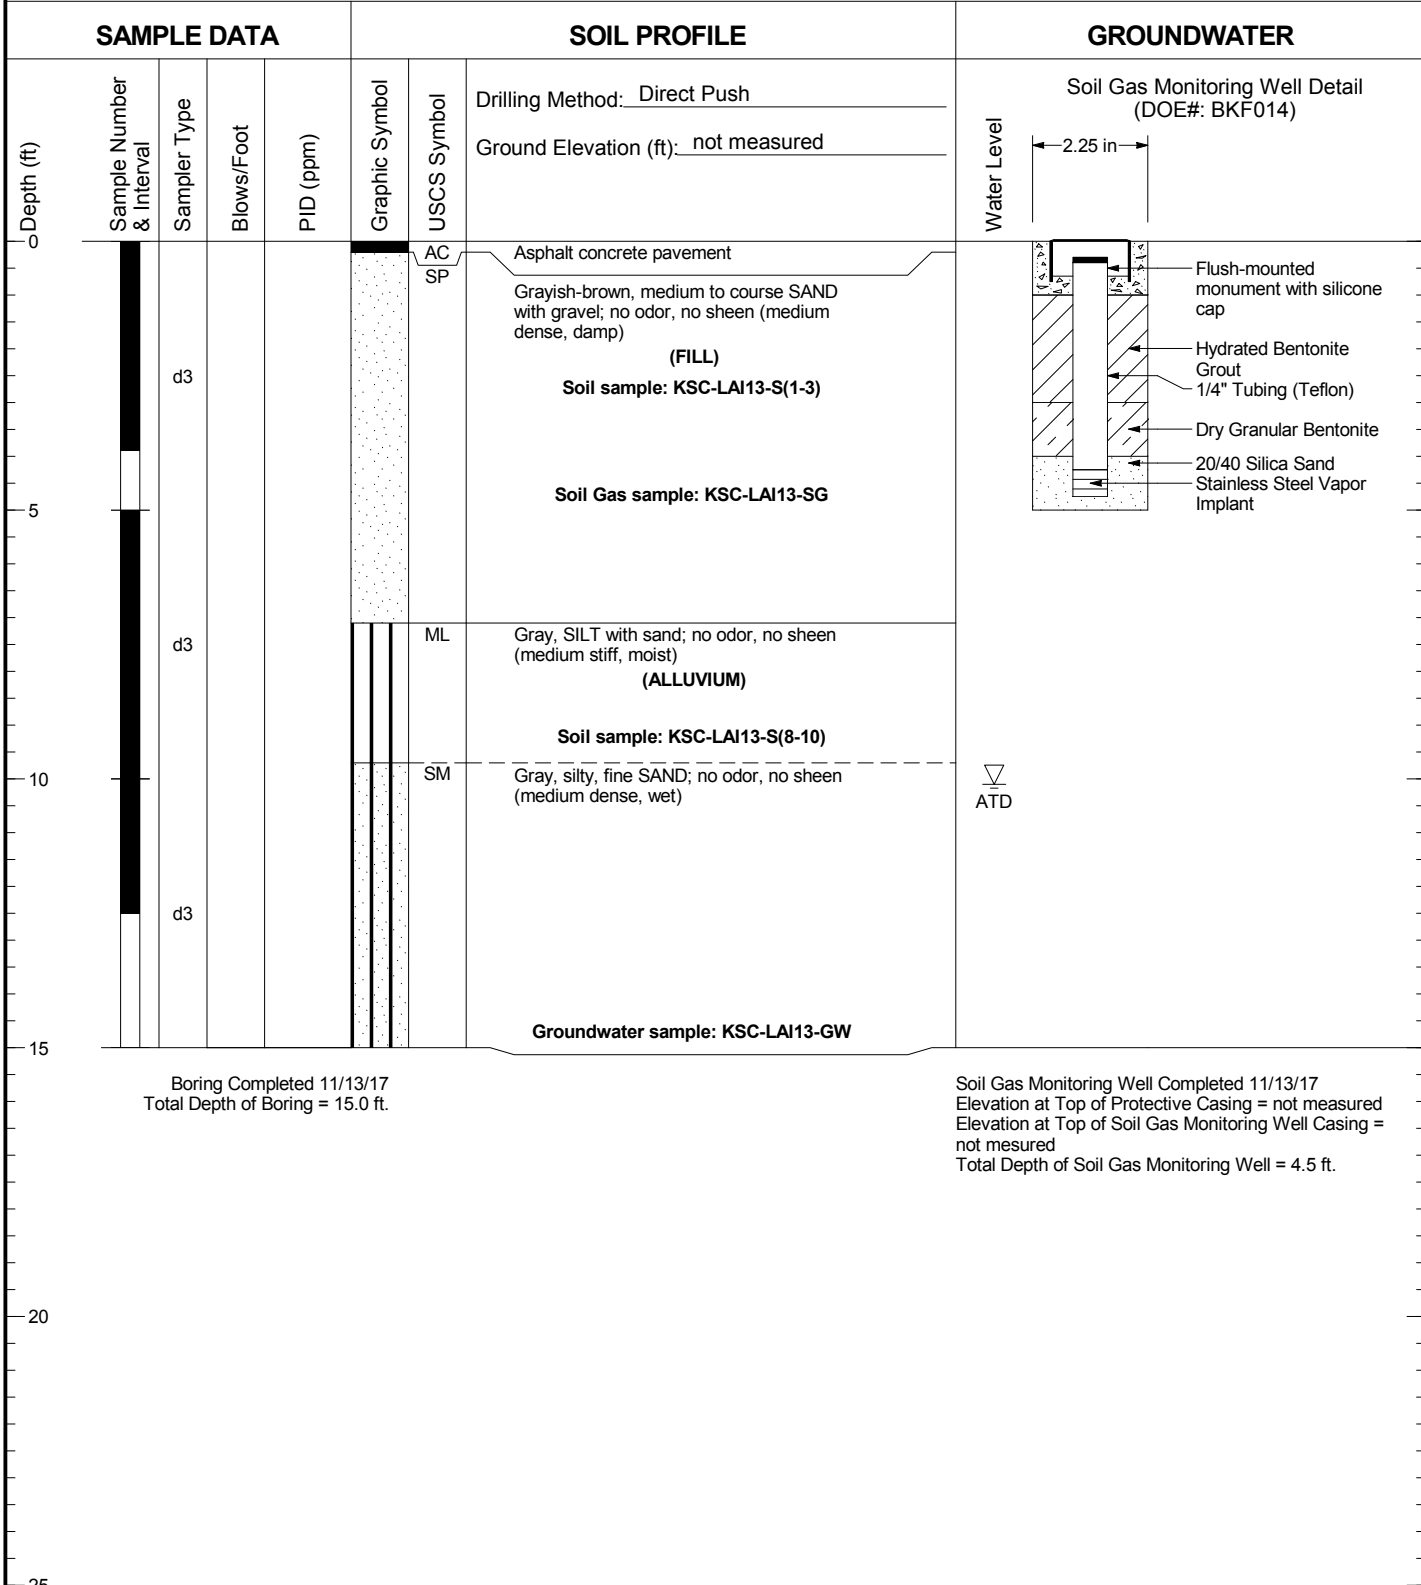 SAMPLE DATA
SOIL PROFILE
GROUNDWATER
Depth (ft)
Sample Number
& Interval
Sampler Type
Blows/Foot
PID (ppm)
Graphic Symbol
USCS Symbol
Drilling Method: Direct Push
Ground Elevation (ft): not measured
Water Level
Soil Gas Monitoring Well Detail
(DOE#: BKF014)
2.25 in
0
AC
Asphalt concrete pavement
SP
Grayish-brown, medium to course SAND
with gravel; no odor, no sheen (medium
dense, damp)
(FILL)
d3
Soil sample: KSC-LAI13-S(1-3)
Soil Gas sample: KSC-LAI13-SG
Flush-mounted
monument with silicone
cap
Hydrated Bentonite
Grout
1/4" Tubing (Teflon)
Dry Granular Bentonite
20/40 Silica Sand
Stainless Steel Vapor
Implant
5
d3
ML
Gray, SILT with sand; no odor, no sheen
(medium stiff, moist)
(ALLUVIUM)
Soil sample: KSC-LAI13-S(8-10)
10
SM
Gray, silty, fine SAND; no odor, no sheen
(medium dense, wet)
ATD
d3
Groundwater sample: KSC-LAI13-GW
15
Boring Completed 11/13/17
Total Depth of Boring = 15.0 ft.
Soil Gas Monitoring Well Completed 11/13/17
Elevation at Top of Protective Casing = not measured
Elevation at Top of Soil Gas Monitoring Well Casing =
not mesured
Total Depth of Soil Gas Monitoring Well = 4.5 ft.
20
25